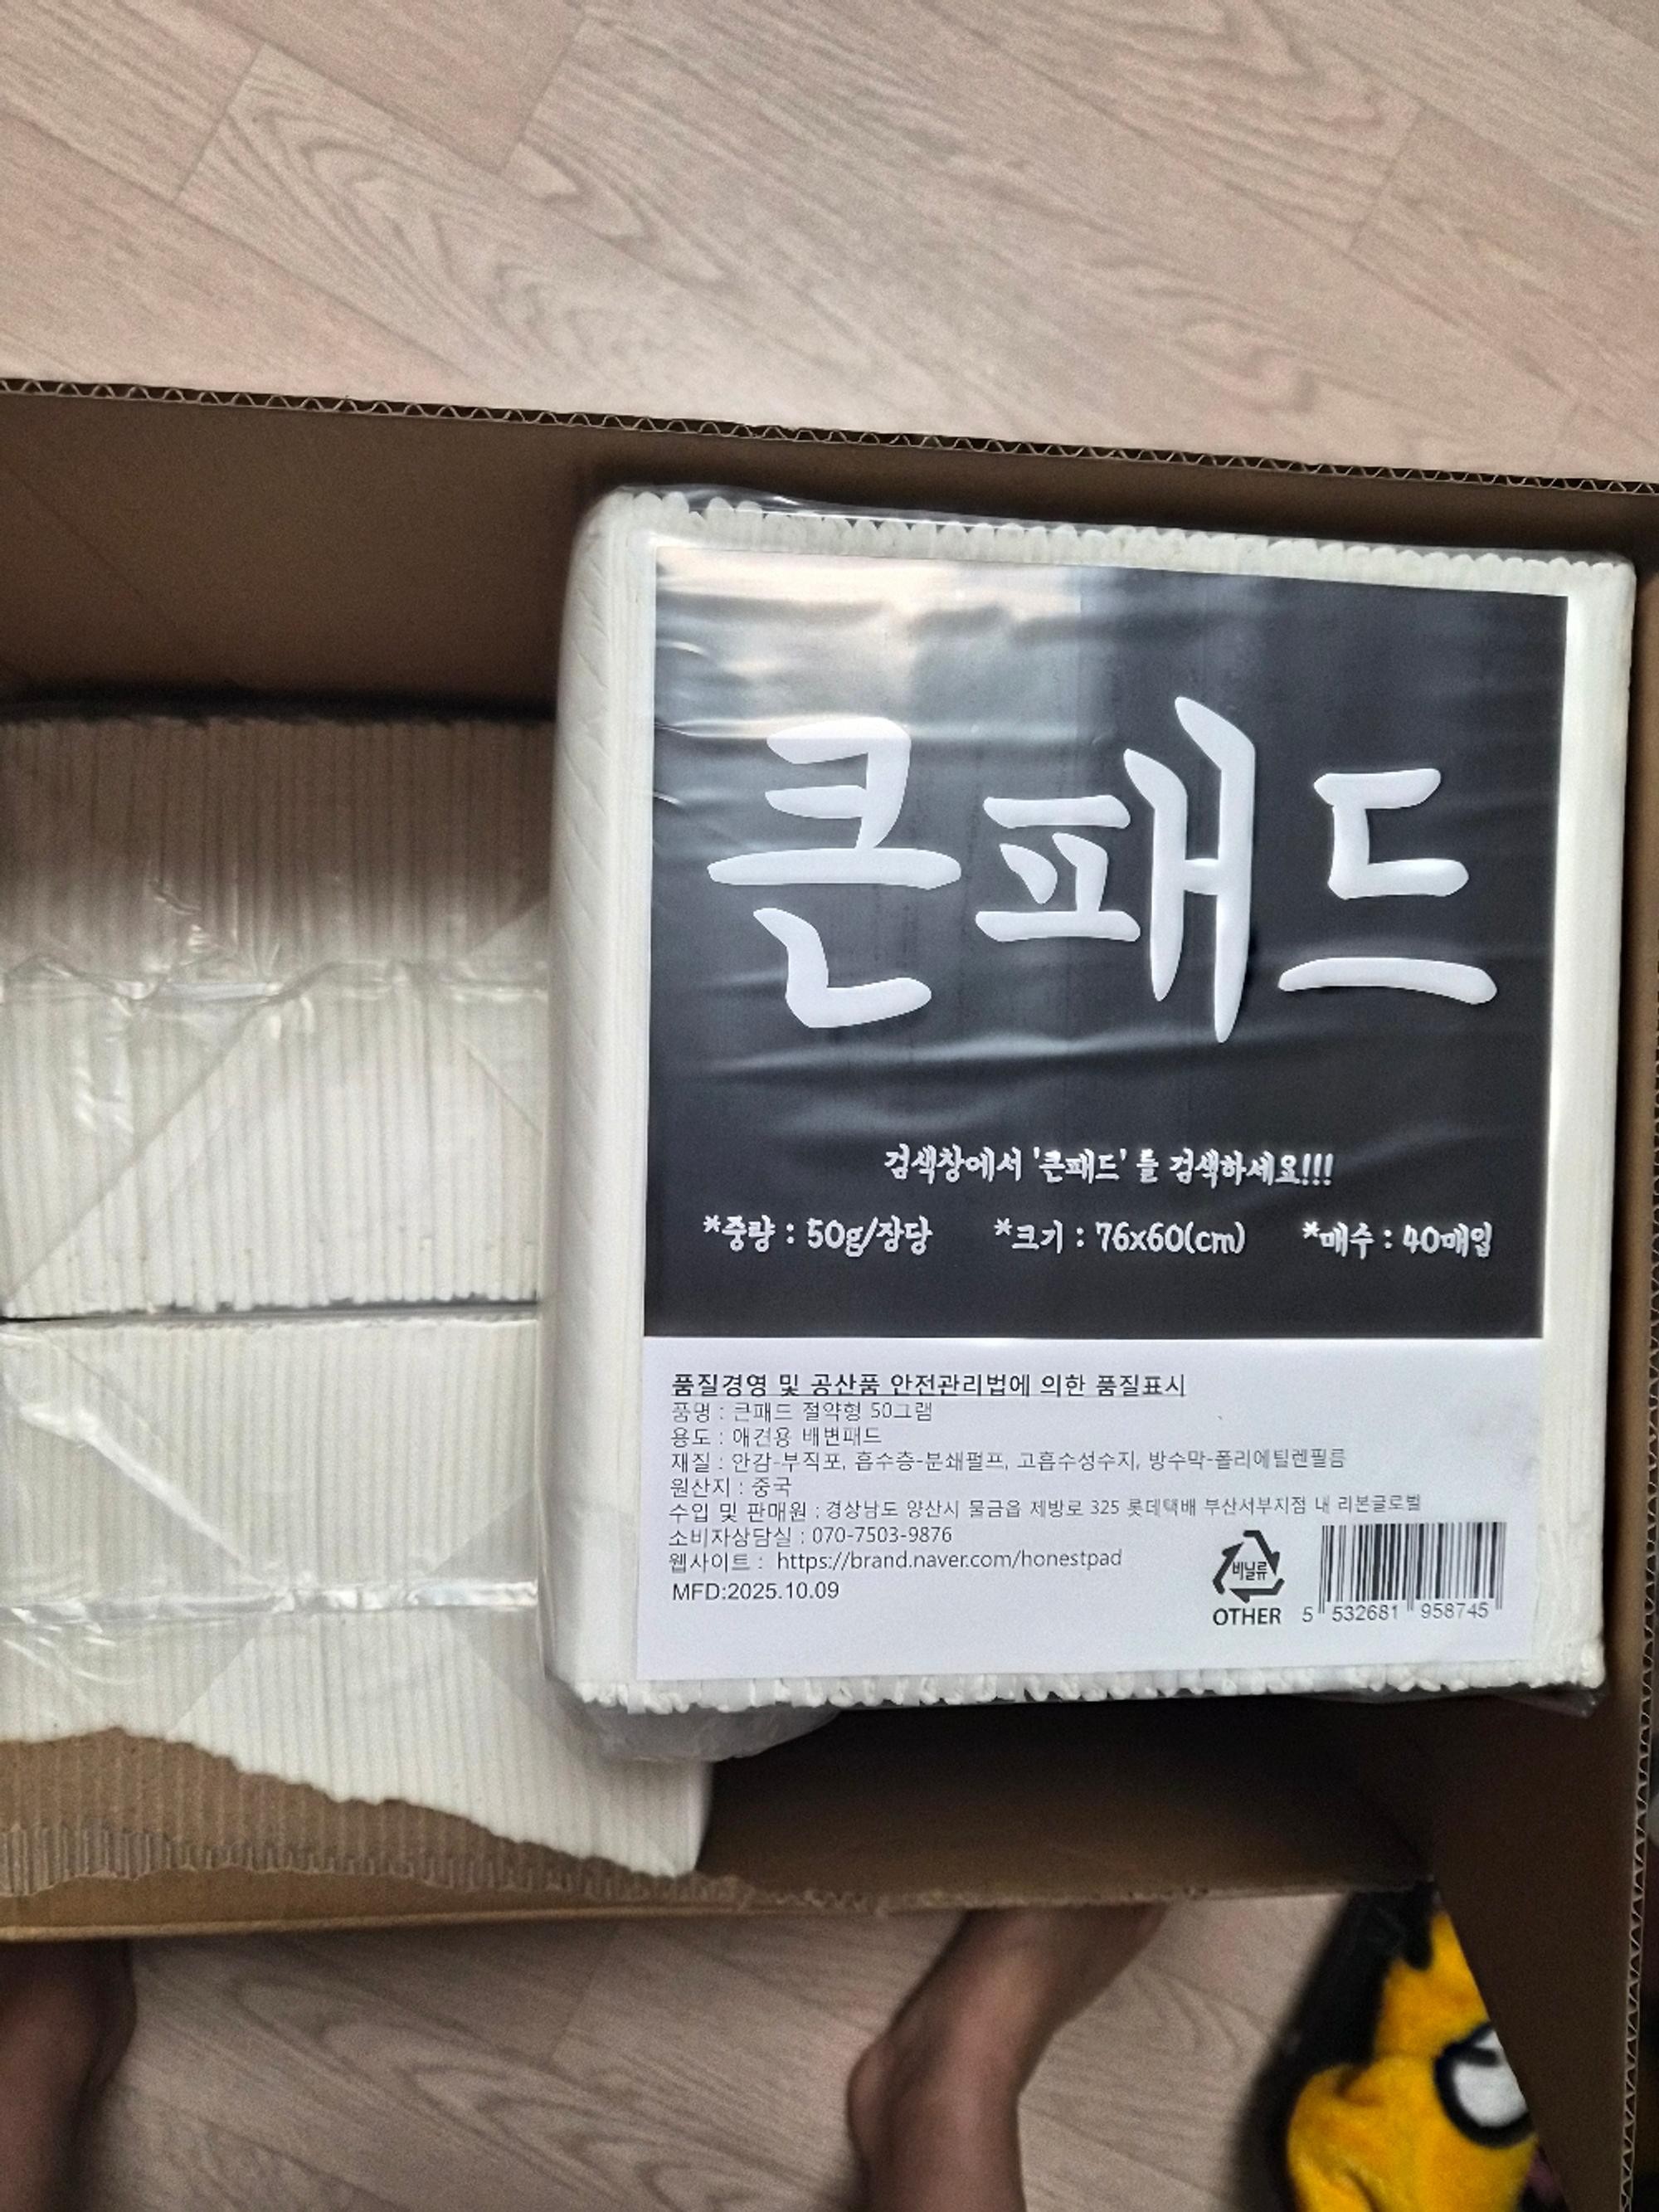 큰패드
검색창에서 '큰패드' 를 검색하세요!!!
*중량 : 50g/장당 *크기 : 76x60(cm) *매수 : 40매입
품질경영 및 공산품 안전관리법에 의한 품질표시
품명 : 큰패드 절약형 50그램
용도 : 애견용 배변패드
재질 : 안감-부직포, 흡수층-분쇄펄프, 고흡수성수지, 방수막-폴리에틸렌필름
원산지 : 중국
수입 및 판매원 : 경상남도 양산시 물금읍 제방로 325 롯데택배 부산서부지점 내 리본글로벌
소비자상담실 : 070-7503-9876
웹사이트 : https://brand.naver.com/honestpad
MFD:2025.10.09
비닐류
OTHER
5 532681 958745